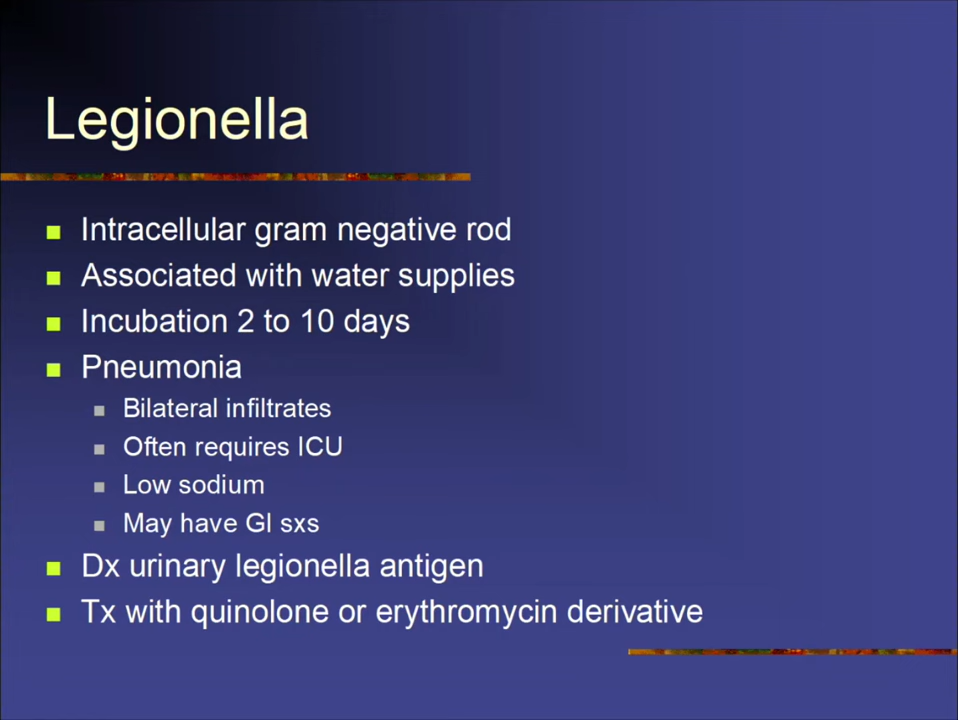 Legionella
Intracellular gram negative rod
Associated with water supplies
Incubation 2 to 10 days
Pneumonia
Bilateral infiltrates
Often requires ICU
Low sodium
May have GI sxs
Dx urinary legionella antigen
Tx with quinolone or erythromycin derivative